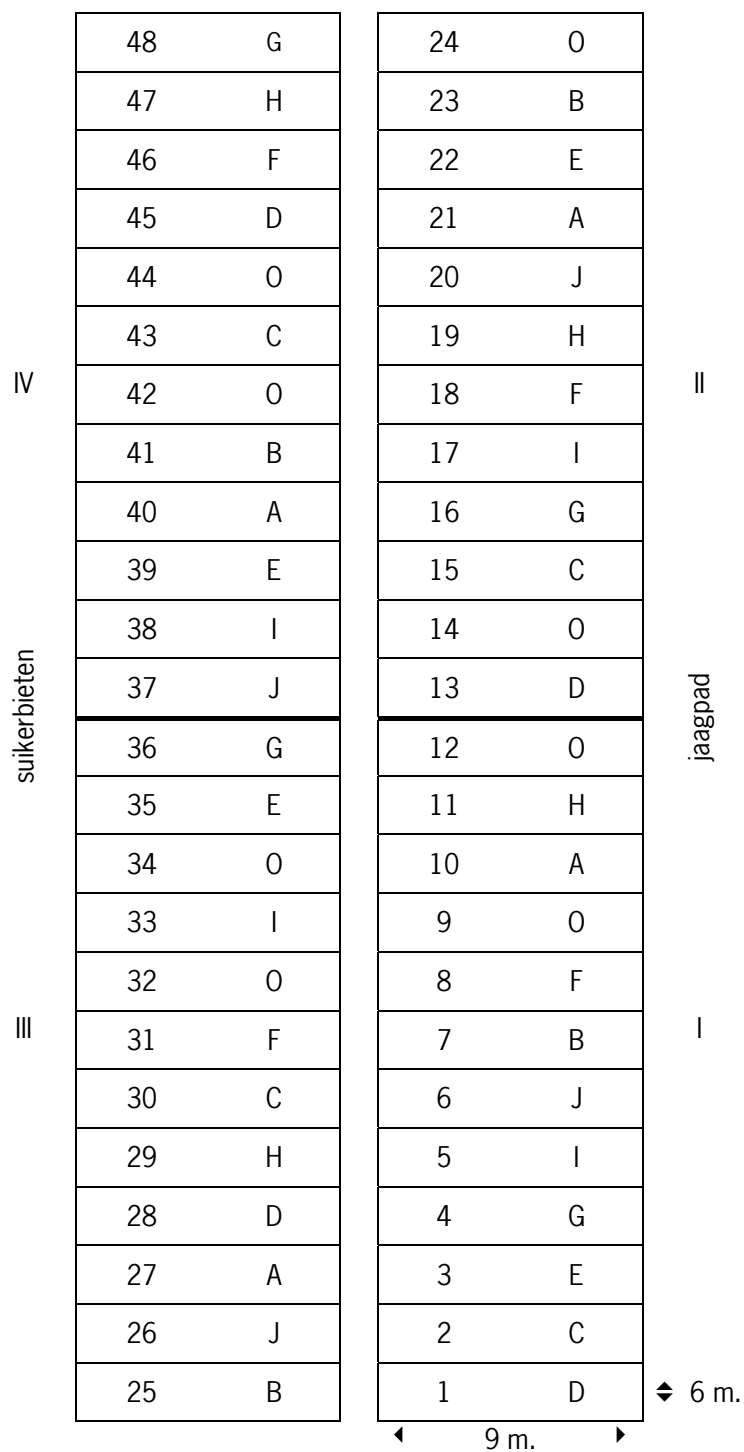 48 G 24 O
47 H 23 B
46 F 22 E
45 D 21 A
44 O 20 J
43 C 19 H
IV 42 O 18 F II
41 B 17 I
40 A 16 G
39 E 15 C
38 I 14 O
suikerbieten 37 J 13 D jaagpad
36 G 12 O
35 E 11 H
34 O 10 A
33 I 9 O
32 O 8 F
III 31 F 7 B I
30 C 6 J
29 H 5 I
28 D 4 G
27 A 3 E
26 J 2 C
25 B 1 D 6 m.
9 m.